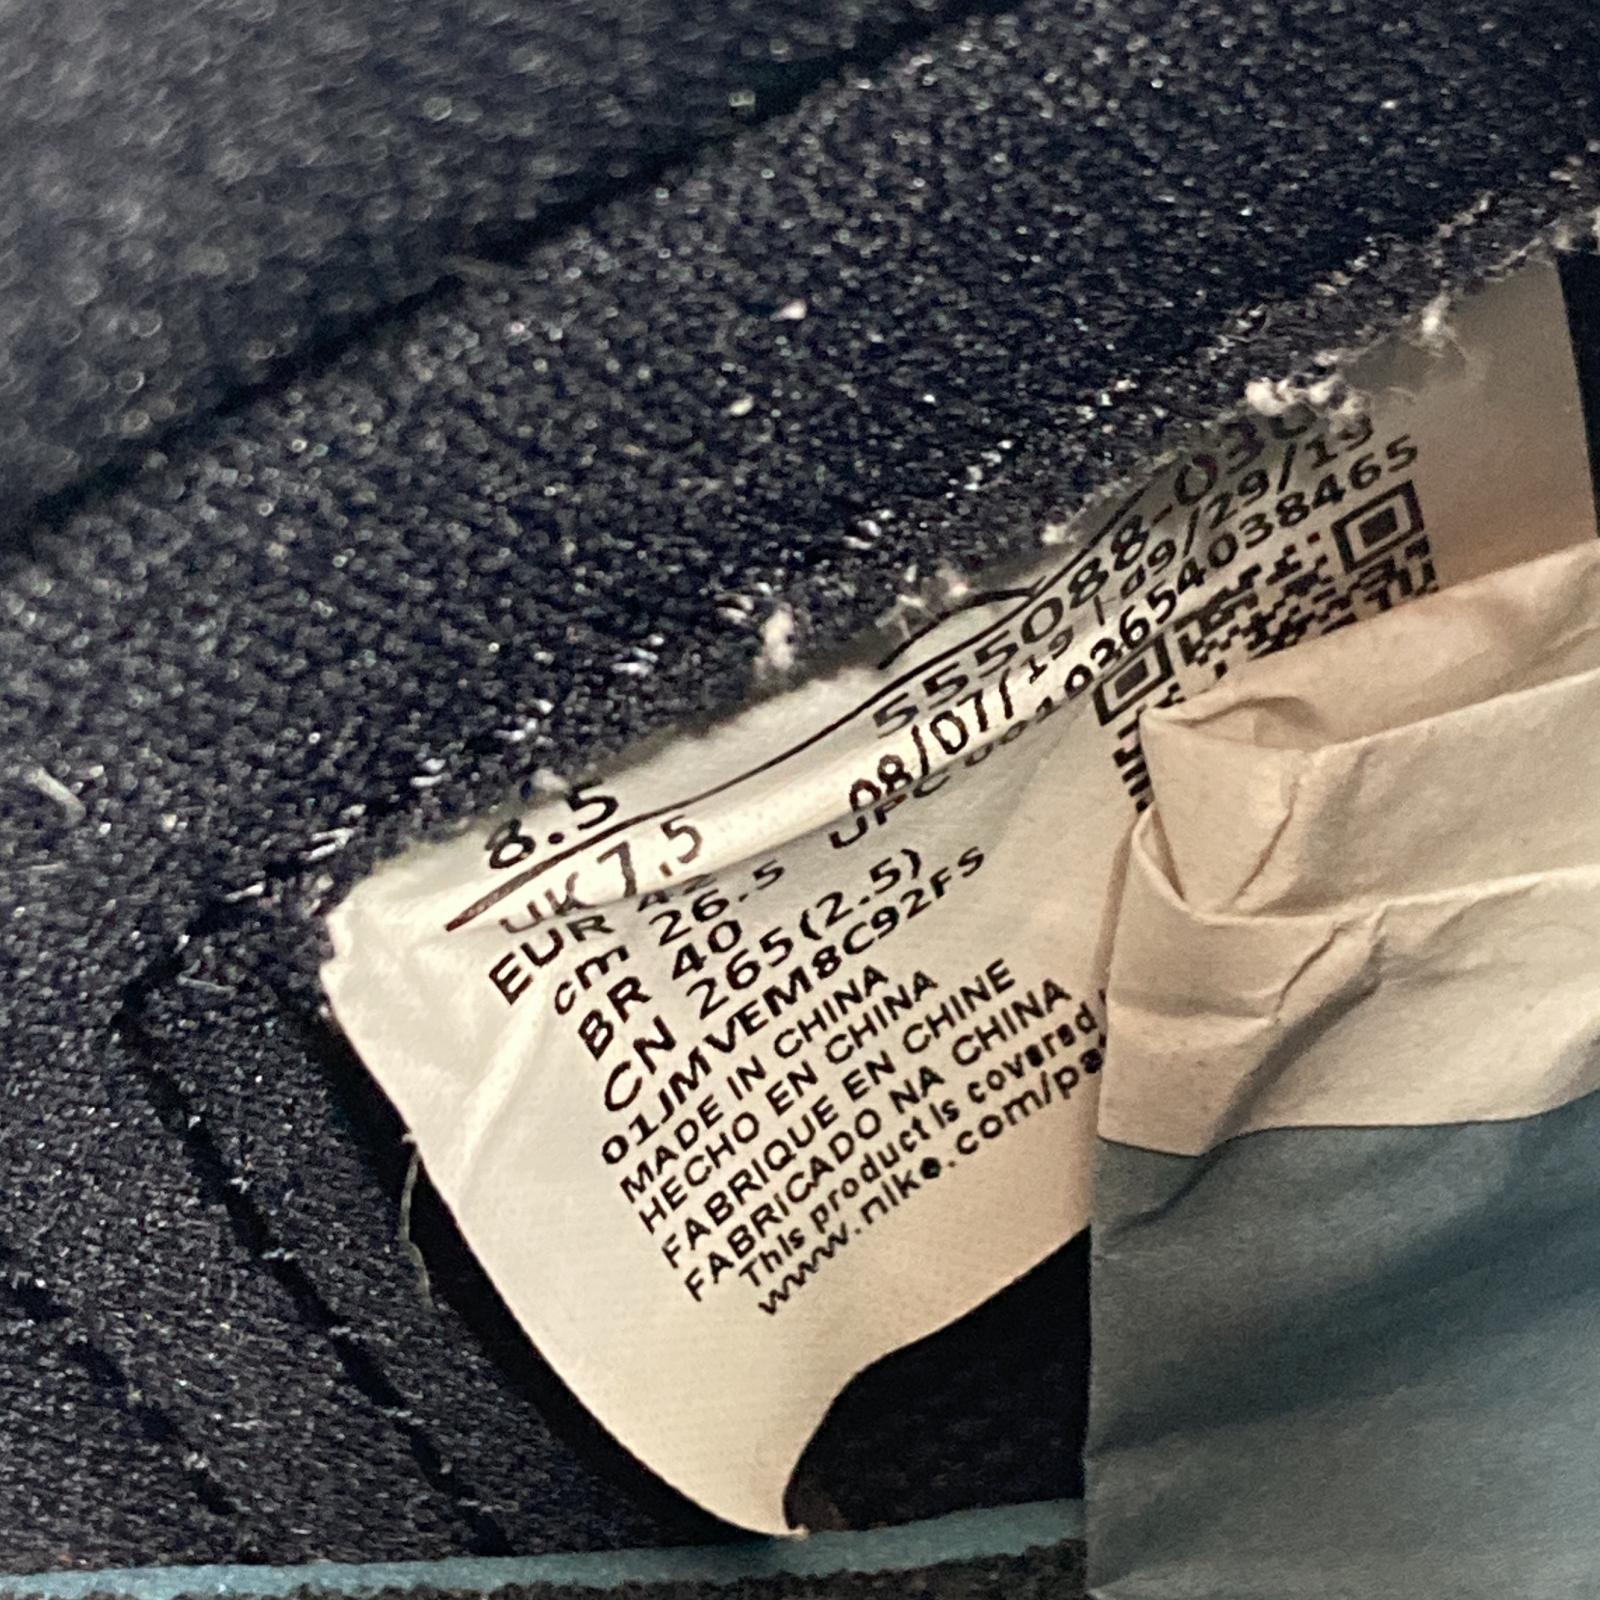 8.5
UK 7.5
EUR 42
cm 26.5
BR 40
CN 265(2.5)
01JMVEM8C92FS
MADE IN CHINA
HECHO EN CHINA
FABRIQUE EN CHINE
FABRICADO NA CHINA
This product is covered
www.nike.com/pa
555088-030
08/07/19 09/29/19
UPC